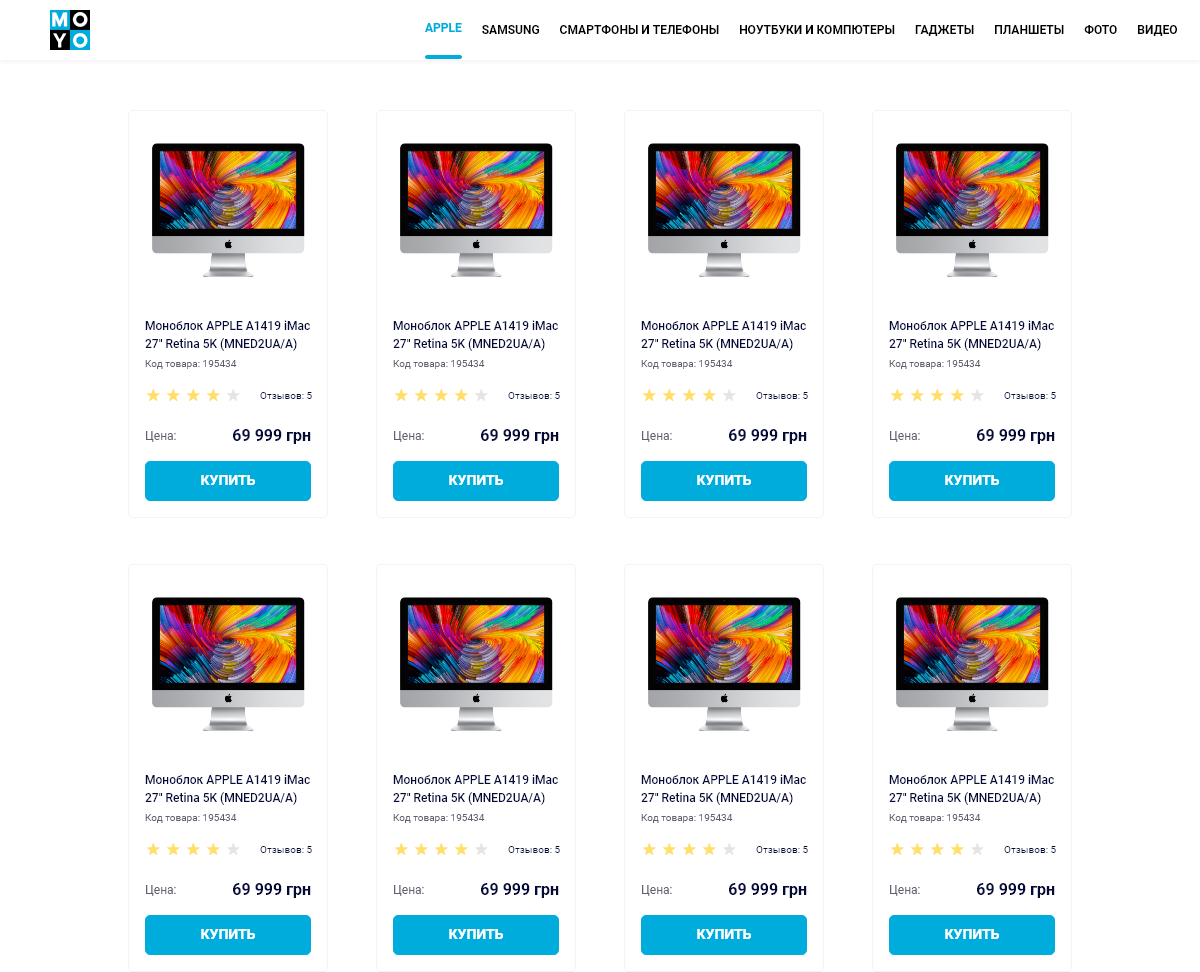 MO
YO
APPLE SAMSUNG СМАРТФОНЫ И ТЕЛЕФОНЫ НОУТБУКИ И КОМПЮТЕРЫ ГАДЖЕТЫ ПЛАНШЕТЫ ФОТО ВИДЕО
Моноблок APPLE A1419 iMac
27" Retina 5K (MNED2UA/A)
Код товара: 195434
Отзывов: 5
Цена: 69 999 грн
КУПИТЬ
Моноблок APPLE A1419 iMac
27" Retina 5K (MNED2UA/A)
Код товара: 195434
Отзывов: 5
Цена: 69 999 грн
КУПИТЬ
Моноблок APPLE A1419 iMac
27" Retina 5K (MNED2UA/A)
Код товара: 195434
Отзывов: 5
Цена: 69 999 грн
КУПИТЬ
Моноблок APPLE A1419 iMac
27" Retina 5K (MNED2UA/A)
Код товара: 195434
Отзывов: 5
Цена: 69 999 грн
КУПИТЬ
Моноблок APPLE A1419 iMac
27" Retina 5K (MNED2UA/A)
Код товара: 195434
Отзывов: 5
Цена: 69 999 грн
КУПИТЬ
Моноблок APPLE A1419 iMac
27" Retina 5K (MNED2UA/A)
Код товара: 195434
Отзывов: 5
Цена: 69 999 грн
КУПИТЬ
Моноблок APPLE A1419 iMac
27" Retina 5K (MNED2UA/A)
Код товара: 195434
Отзывов: 5
Цена: 69 999 грн
КУПИТЬ
Моноблок APPLE A1419 iMac
27" Retina 5K (MNED2UA/A)
Код товара: 195434
Отзывов: 5
Цена: 69 999 грн
КУПИТЬ